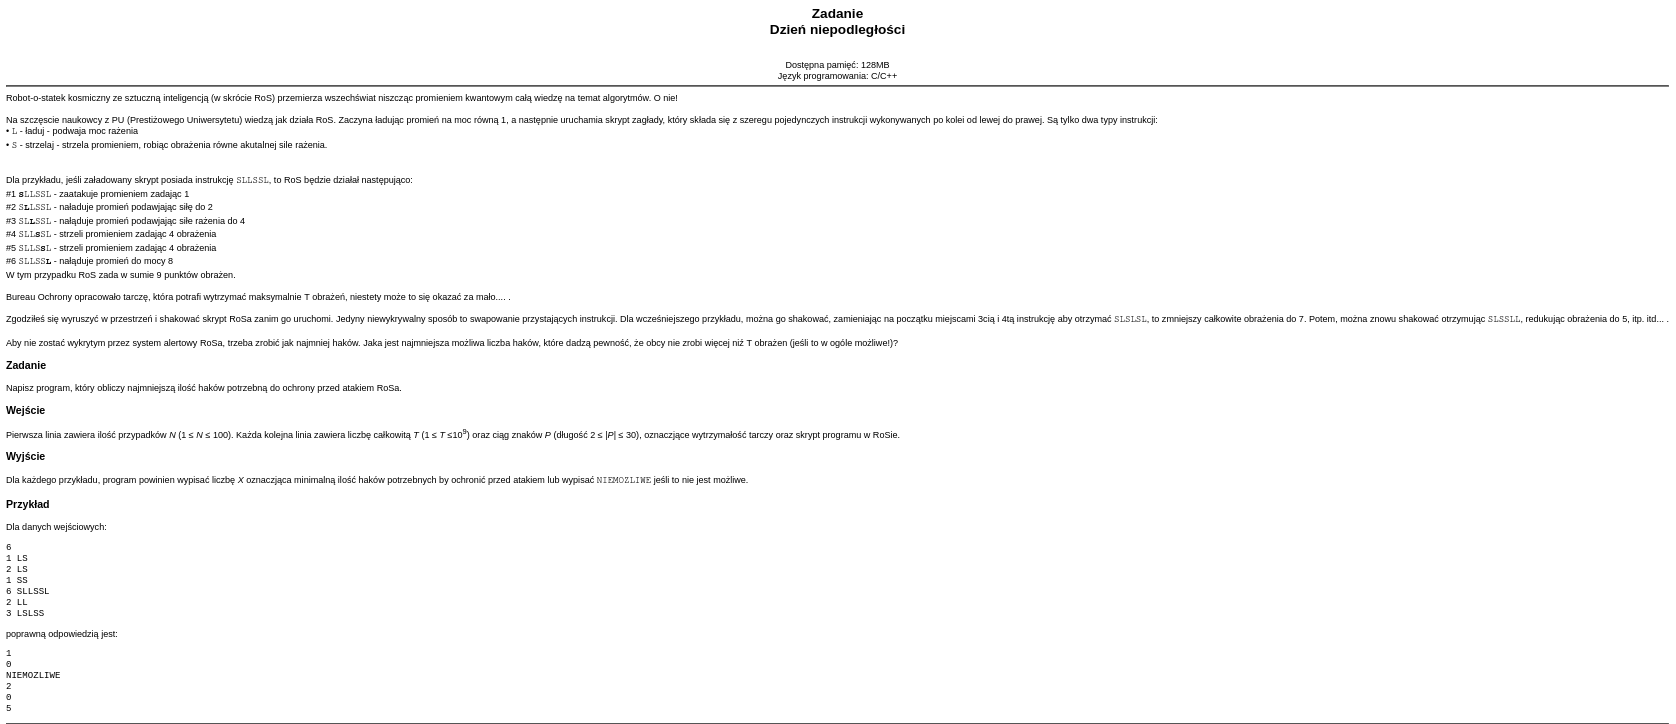 Zadanie
Dzień niepodległości
Dostępna pamięć: 128MB
Język programowania: C/C++
Robot-o-statek kosmiczny ze sztuczną inteligencją (w skrócie RoS) przemierza wszechświat niszcząc promieniem kwantowym całą wiedzę na temat algorytmów. O nie!
Na szczęście naukowcy z PU (Prestiżowego Uniwersytetu) wiedzą jak działa RoS. Zaczyna ładując promień na moc równą 1, a następnie uruchamia skrypt zagłady, który składa się z szeregu pojedynczych instrukcji wykonywanych po kolei od lewej do prawej. Są tylko dwa typy instrukcji:
• L - ładuj - podwaja moc rażenia
• S - strzelaj - strzela promieniem, robiąc obrażenia równe akutalnej sile rażenia.
Dla przykładu, jeśli załadowany skrypt posiada instrukcję SLLSSL, to RoS będzie działał następująco:
#1 SLLSSL - zaatakuje promieniem zadając 1
#2 SLLSSL - naładuje promień podawjając siłę do 2
#3 SLLSSL - nałąduje promień podawjając siłe rażenia do 4
#4 SLLSSL - strzeli promieniem zadając 4 obrażenia
#5 SLLSSL - strzeli promieniem zadając 4 obrażenia
#6 SLLSSL - nałąduje promień do mocy 8
W tym przypadku RoS zada w sumie 9 punktów obrażen.
Bureau Ochrony opracowało tarczę, która potrafi wytrzymać maksymalnie T obrażeń, niestety może to się okazać za mało.... .
Zgodziłeś się wyruszyć w przestrzeń i shakować skrypt RoSa zanim go uruchomi. Jedyny niewykrywalny sposób to swapowanie przystających instrukcji. Dla wcześniejszego przykładu, można go shakować, zamieniając na początku miejscami 3cią i 4tą instrukcję aby otrzymać SLSLSL, to zmniejszy całkowite obrażenia do 7. Potem, można znowu shakować otrzymując SLSSLL, redukując obrażenia do 5, itp. itd... .
Aby nie zostać wykrytym przez system alertowy RoSa, trzeba zrobić jak najmniej haków. Jaka jest najmniejsza możliwa liczba haków, które dadzą pewność, że obcy nie zrobi więcej niż T obrażen (jeśli to w ogóle możliwe!)?
Zadanie
Napisz program, który obliczy najmniejszą ilość haków potrzebną do ochrony przed atakiem RoSa.
Wejście
Pierwsza linia zawiera ilość przypadków N (1 ≤ N ≤ 100). Każda kolejna linia zawiera liczbę całkowitą T (1 ≤ T ≤10⁹) oraz ciąg znaków P (długość 2 ≤ |P| ≤ 30), oznaczające wytrzymałość tarczy oraz skrypt programu w RoSie.
Wyjście
Dla każdego przykładu, program powinien wypisać liczbę X oznaczjąca minimalną ilość haków potrzebnych by ochronić przed atakiem lub wypisać NIEMOZLIWE jeśli to nie jest możliwe.
Przykład
Dla danych wejściowych:
6
1 LS
2 LS
1 SS
6 SLLSSL
2 LL
3 LSLSS
poprawną odpowiedzią jest:
1
0
NIEMOZLIWE
2
0
5